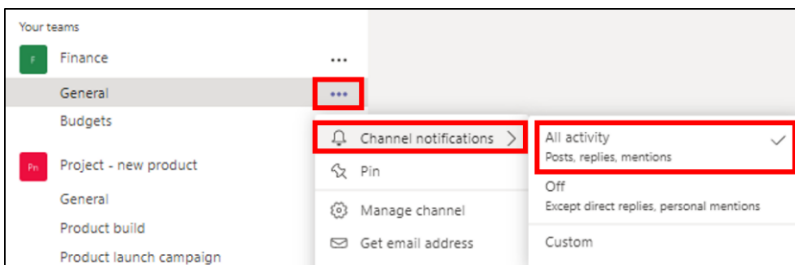 Your teams
F Finance ...
General ...
Budgets
Channel notifications
All activity
Posts, replies, mentions
Pn Project - new product
Pin
Off
Except direct replies, personal mentions
General
Manage channel
Product build
Get email address
Custom
Product launch campaign